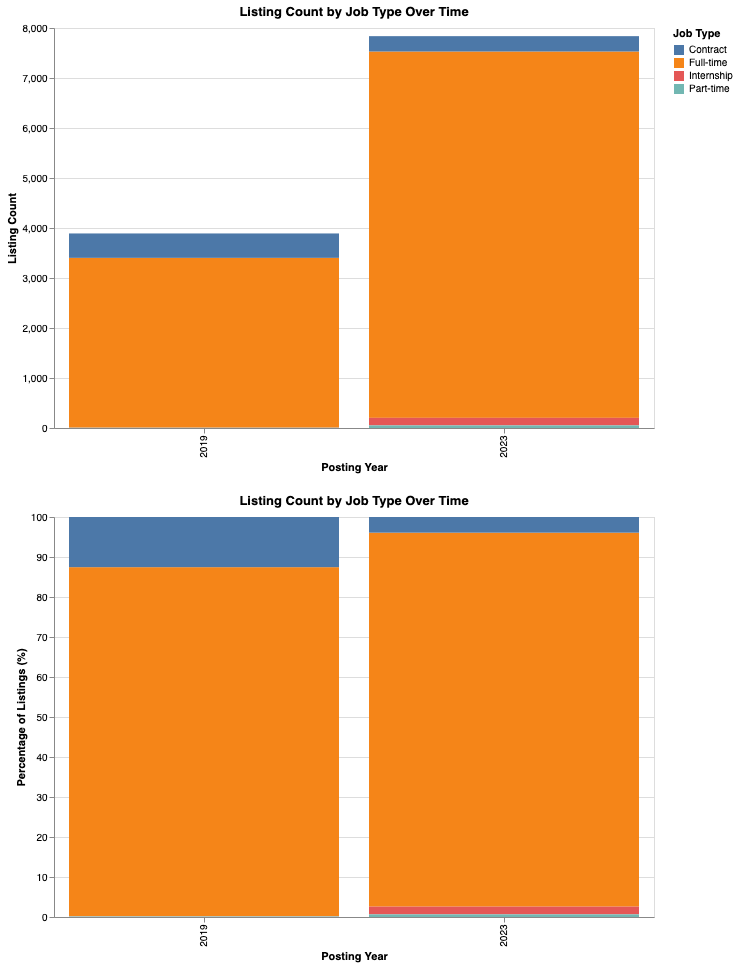 Listing Count by Job Type Over Time
8,000
7,000
6,000
5,000
4,000
3,000
2,000
1,000
0
Listing Count
2019
2023
Posting Year
Job Type
Contract
Full-time
Internship
Part-time
Listing Count by Job Type Over Time
100
90
80
70
60
50
40
30
20
10
0
Percentage of Listings (%)
2019
2023
Posting Year